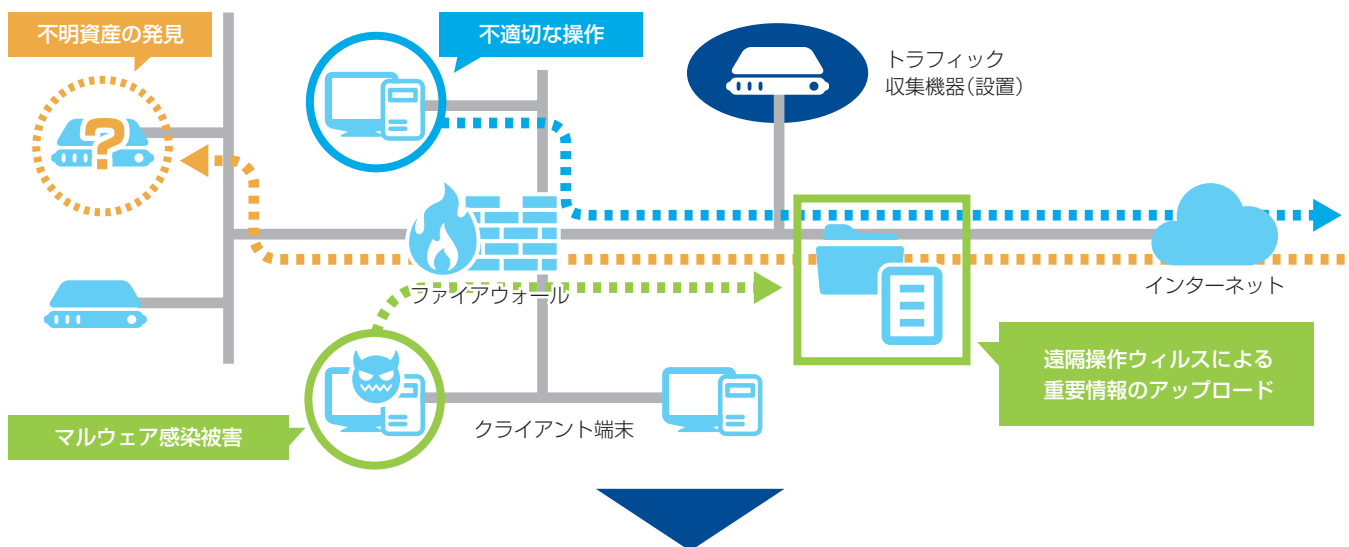 不明資産の発見
不適切な操作
トラフィック
収集機器(設置)
?
ファイアウォール
インターネット
遠隔操作ウィルスによる
重要情報のアップロード
マルウェア感染被害
クライアント端末